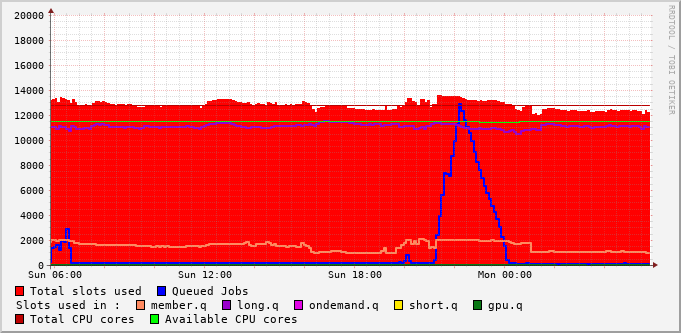 20000
18000
16000
14000
12000
10000
8000
6000
4000
2000
0
Sun 06:00 Sun 12:00 Sun 18:00 Mon 00:00
Total slots used Queued Jobs
Slots used in : member.q long.q ondemand.q short.q gpu.q
Total CPU cores Available CPU cores
RRDTOOL / TOBI OETIKER